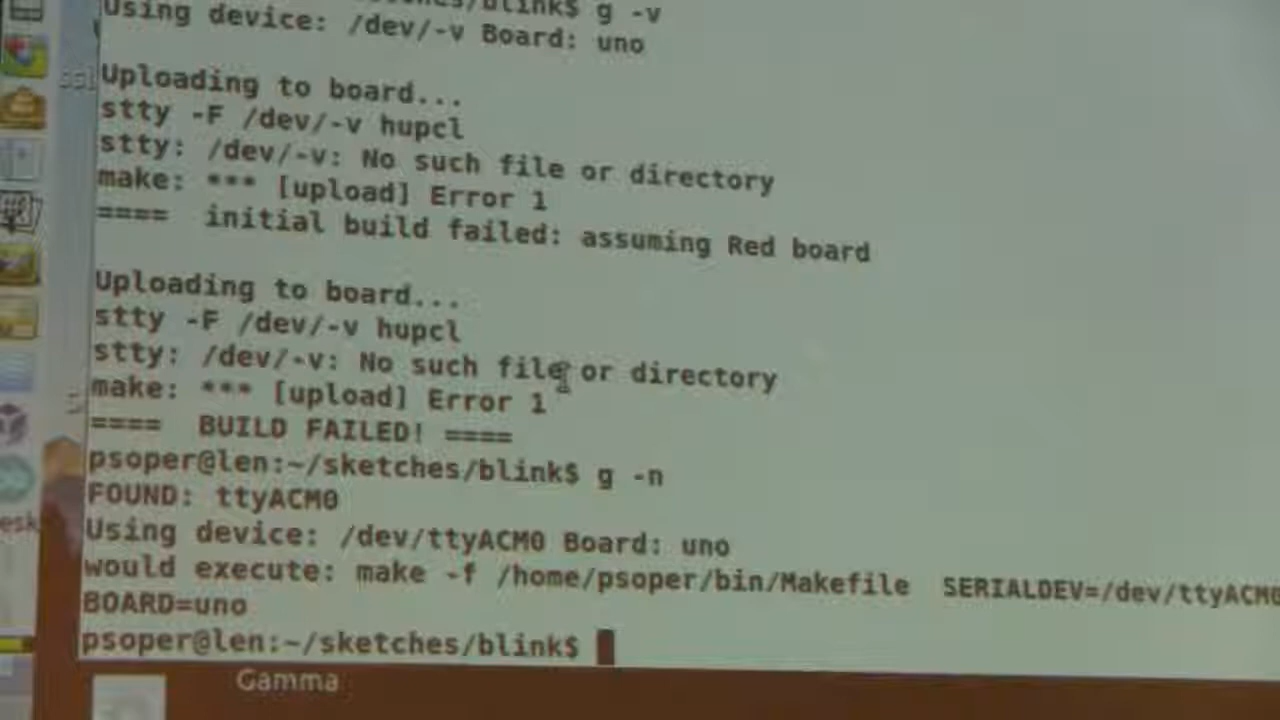 /blink$ g -v
Using device: /dev/-v Board: uno
Uploading to board...
stty -F /dev/-v hupcl
stty: /dev/-v: No such file or directory
make: *** [upload] Error 1
==== initial build failed: assuming Red board
Uploading to board...
stty -F /dev/-v hupcl
stty: /dev/-v: No such file or directory
make: *** [upload] Error 1
==== BUILD FAILED! ====
psoper@len:~/sketches/blink$ g -n
FOUND: ttyACM0
Using device: /dev/ttyACM0 Board: uno
would execute: make -f /home/psoper/bin/Makefile SERIALDEV=/dev/ttyACM0
BOARD=uno
psoper@len:~/sketches/blink$
Gamma